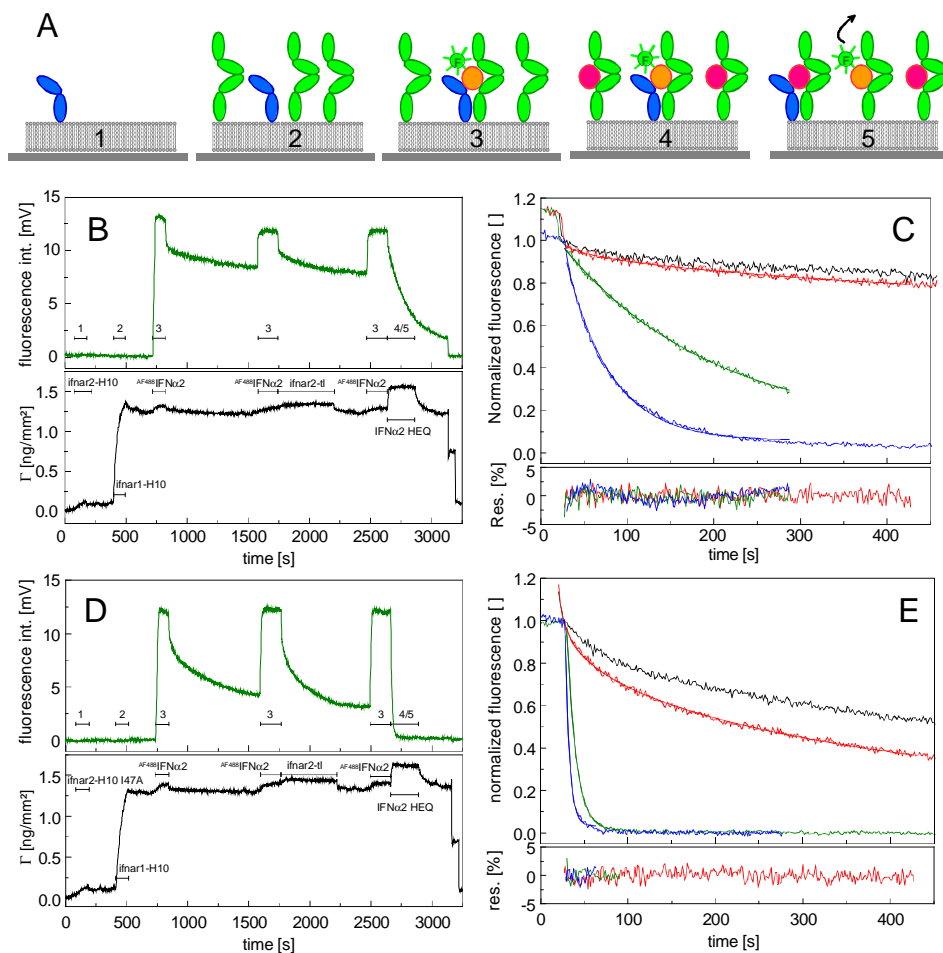 A
F
F
F
1
2
3
4
5
B
fluorescence int. [mV]
15
10
5
0
1
2
3
3
3
4/5
Γ [ng/mm²]
1.5
1.0
0.5
0.0
ifnar2-H10
ifnar1-H10
AF488IFNα2
AF488IFNα2
ifnar2-tl
AF488IFNα2
IFNα2 HEQ
0
500
1000
1500
2000
2500
3000
time [s]
C
Normalized fluorescence [ ]
1.2
1.0
0.8
0.6
0.4
0.2
0.0
Res. [%]
5
0
-5
0
100
200
300
400
time [s]
D
fluorescence int. [mV]
15
10
5
0
1
2
3
3
3
4/5
Γ [ng/mm²]
1.5
1.0
0.5
0.0
ifnar2-H10 I47A
ifnar1-H10
AF488IFNα2
AF488IFNα2
ifnar2-tl
AF488IFNα2
IFNα2 HEQ
0
500
1000
1500
2000
2500
3000
time [s]
E
normalized fluorescence [ ]
1.2
1.0
0.8
0.6
0.4
0.2
0.0
res. [%]
5
0
-5
0
100
200
300
400
time [s]